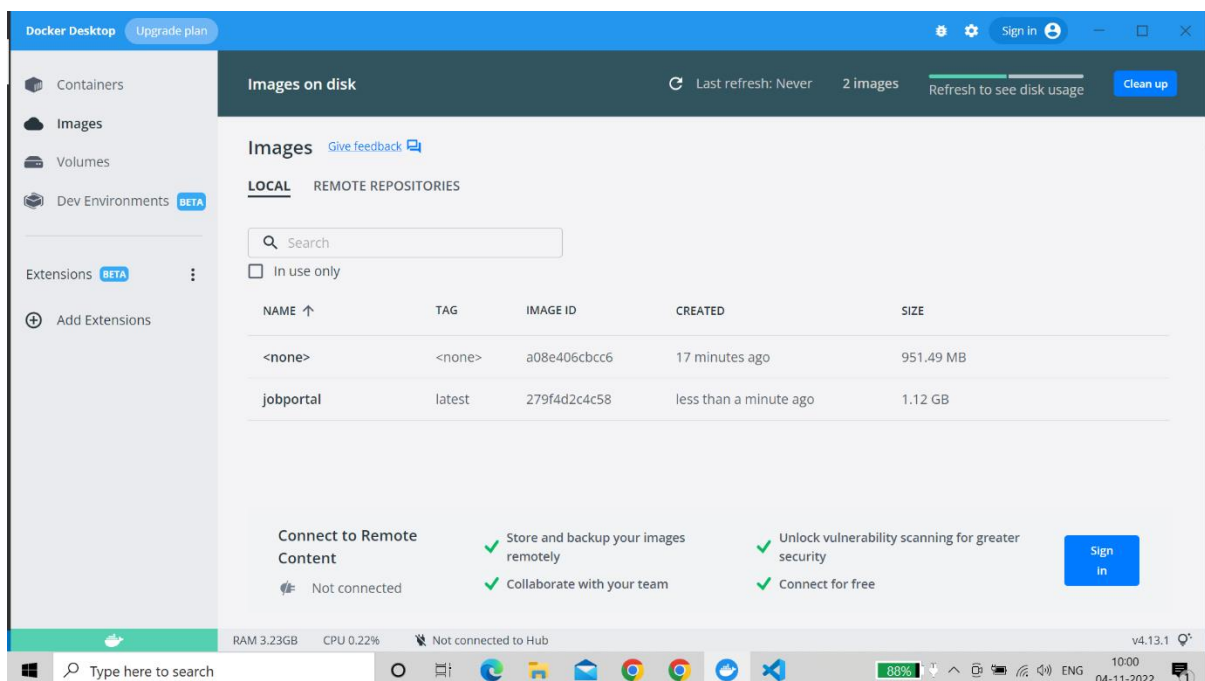 Docker Desktop Upgrade plan Sign in
Containers
Images
Volumes
Dev Environments BETA
Extensions BETA
Add Extensions
Images on disk Last refresh: Never 2 images Refresh to see disk usage Clean up
Images Give feedback
LOCAL REMOTE REPOSITORIES
Search
In use only
NAME TAG IMAGE ID CREATED SIZE
<none> <none> a08e406cbcc6 17 minutes ago 951.49 MB
jobportal latest 279f4d2c4c58 less than a minute ago 1.12 GB
Connect to Remote
Content
Not connected
Store and backup your images
remotely
Collaborate with your team
Unlock vulnerability scanning for greater
security
Connect for free
Sign
in
RAM 3.23GB CPU 0.22% Not connected to Hub v4.13.1
Type here to search 88% ENG 10:00
04-11-2022 1